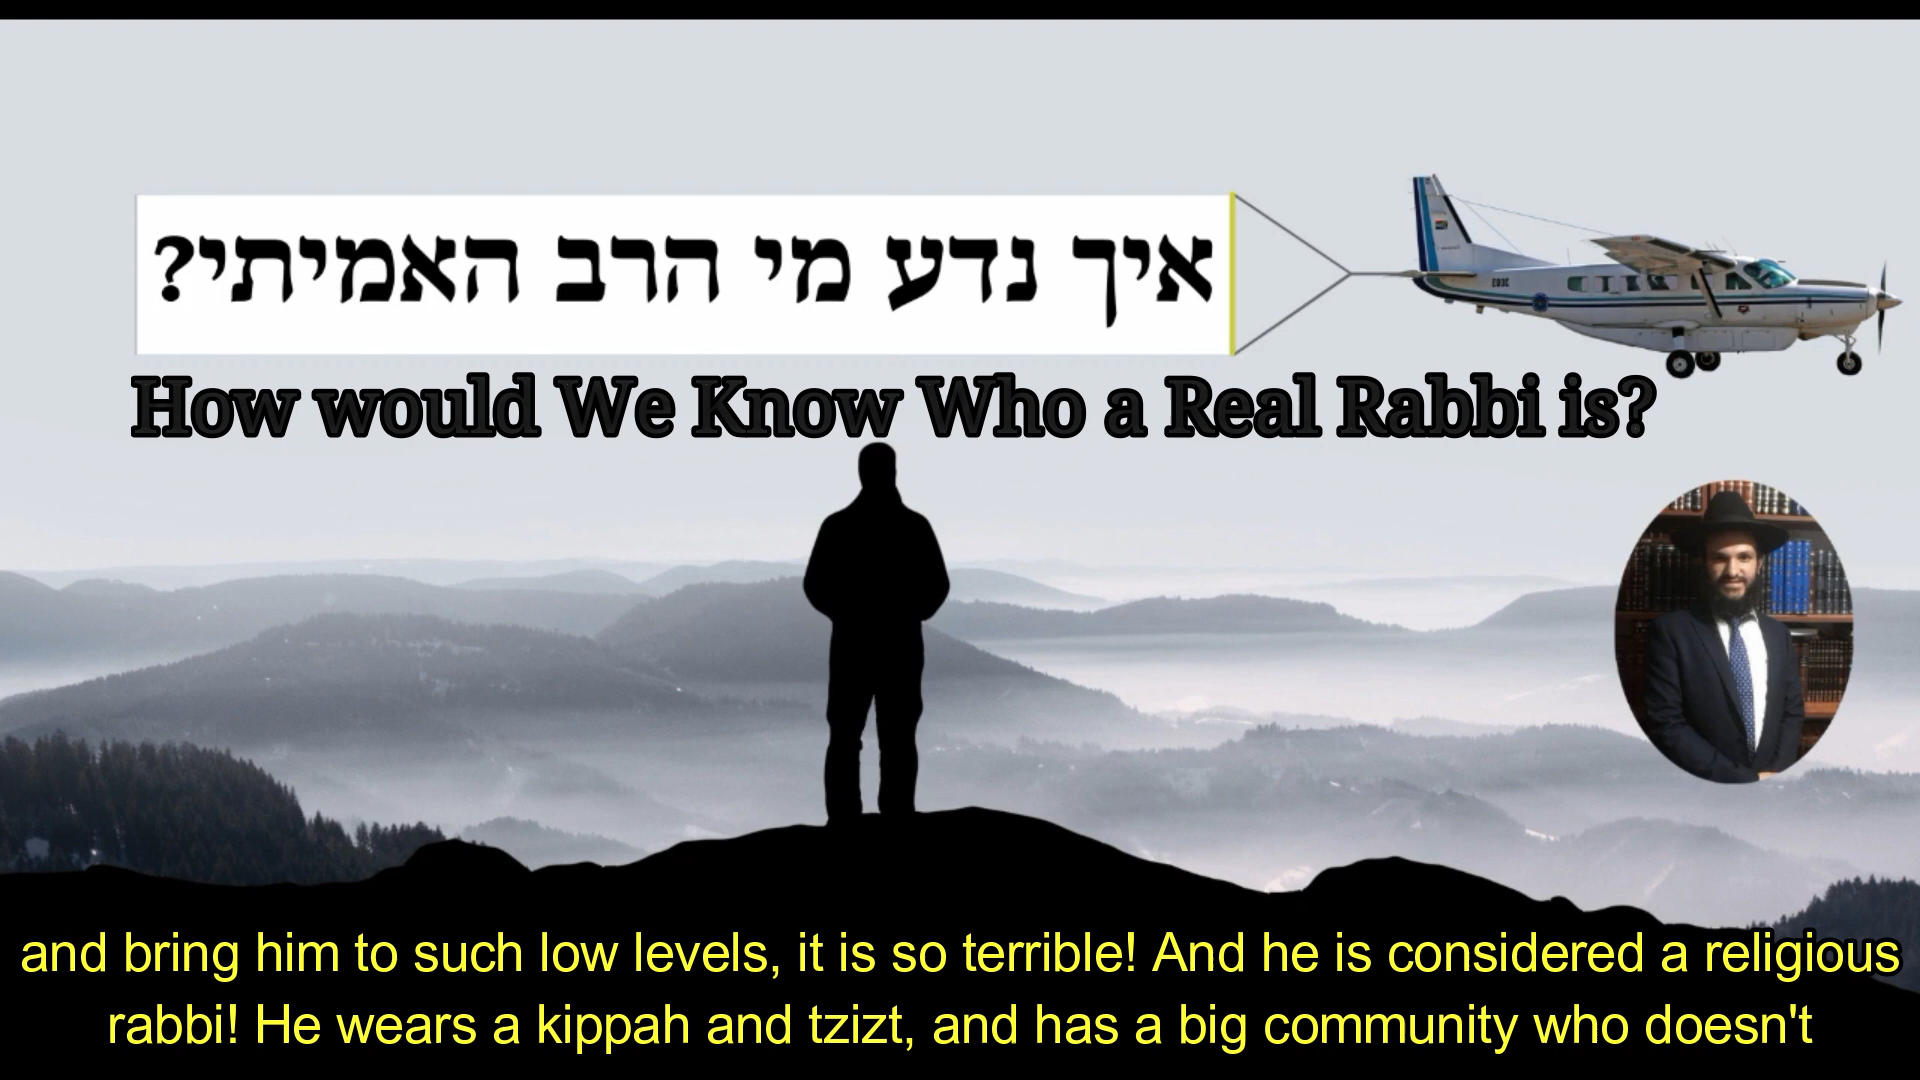 איך נדע מי הרב האמיתי?
How would We Know Who a Real Rabbi is?
and bring him to such low levels, it is so terrible! And he is considered a religious
rabbi! He wears a kippah and tzizt, and has a big community who doesn't